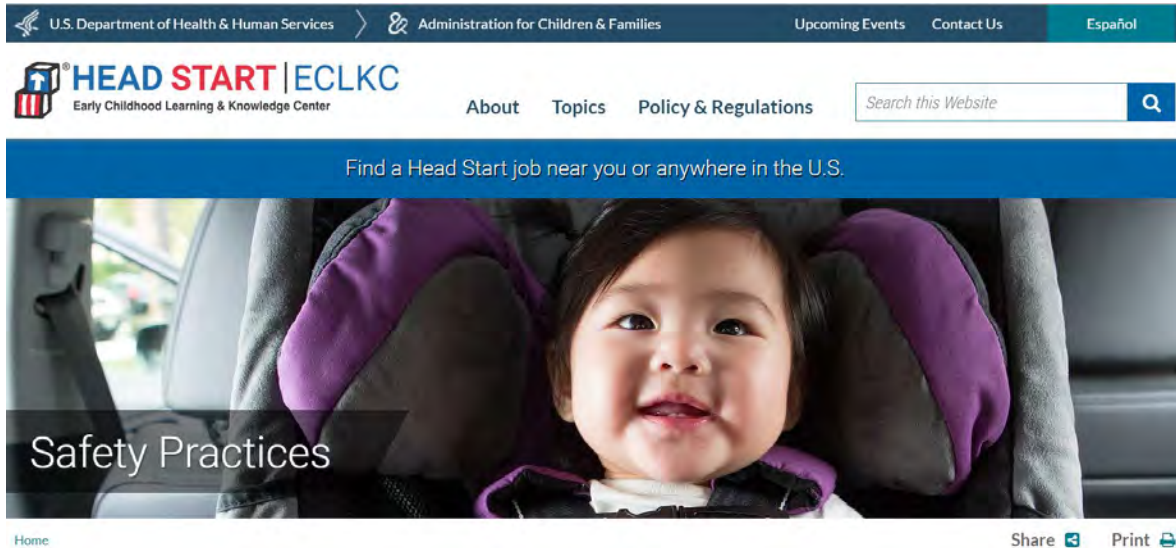 U.S. Department of Health & Human Services Administration for Children & Families Upcoming Events Contact Us Español
® HEAD START | ECLKC
Early Childhood Learning & Knowledge Center
About Topics Policy & Regulations Search this Website
Find a Head Start job near you or anywhere in the U.S.
Safety Practices
Home Share Print